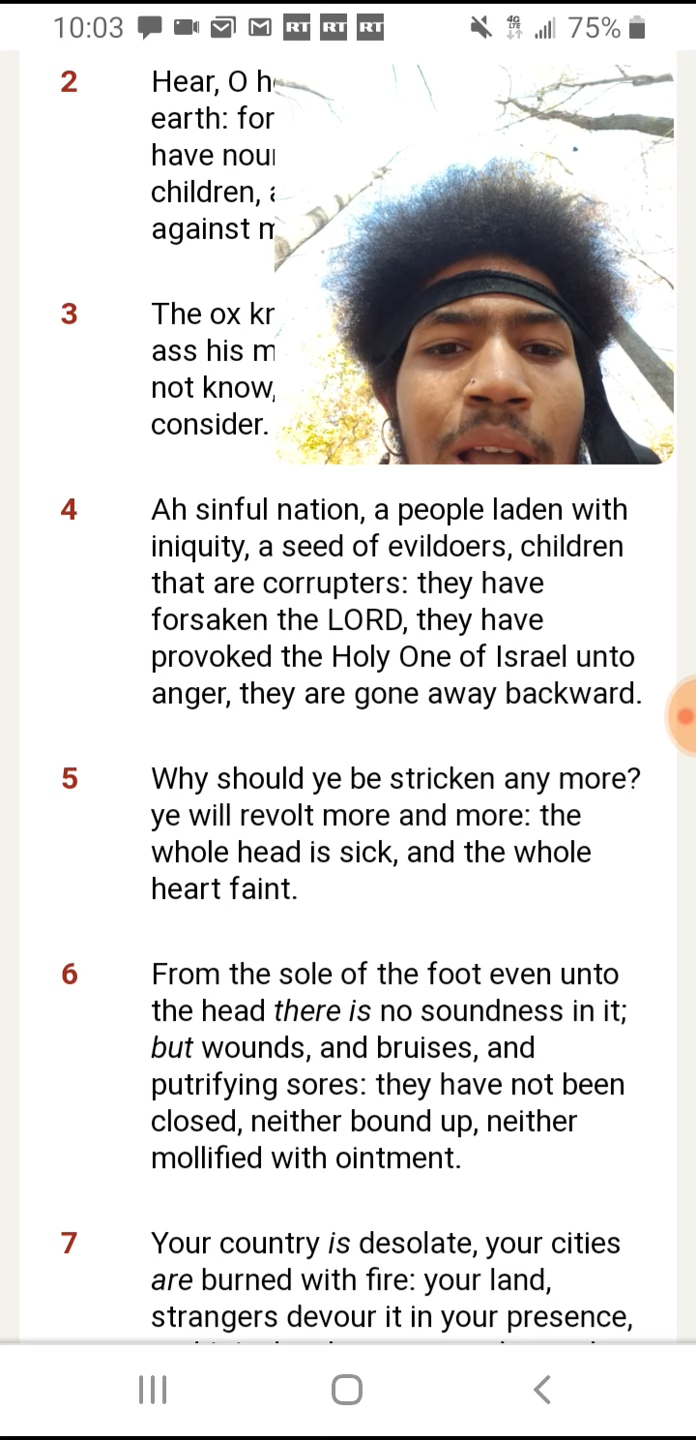 10:03 RT RT RT 4G LTE 75%
2 Hear, O
earth: for
have
children,
against
3 The ox
ass his
not know,
consider.
4 Ah sinful nation, a people laden with
iniquity, a seed of evildoers, children
that are corrupters: they have
forsaken the LORD, they have
provoked the Holy One of Israel unto
anger, they are gone away backward.
5 Why should ye be stricken any more?
ye will revolt more and more: the
whole head is sick, and the whole
heart faint.
6 From the sole of the foot even unto
the head there is no soundness in it;
but wounds, and bruises, and
putrifying sores: they have not been
closed, neither bound up, neither
mollified with ointment.
7 Your country is desolate, your cities
are burned with fire: your land,
strangers devour it in your presence,